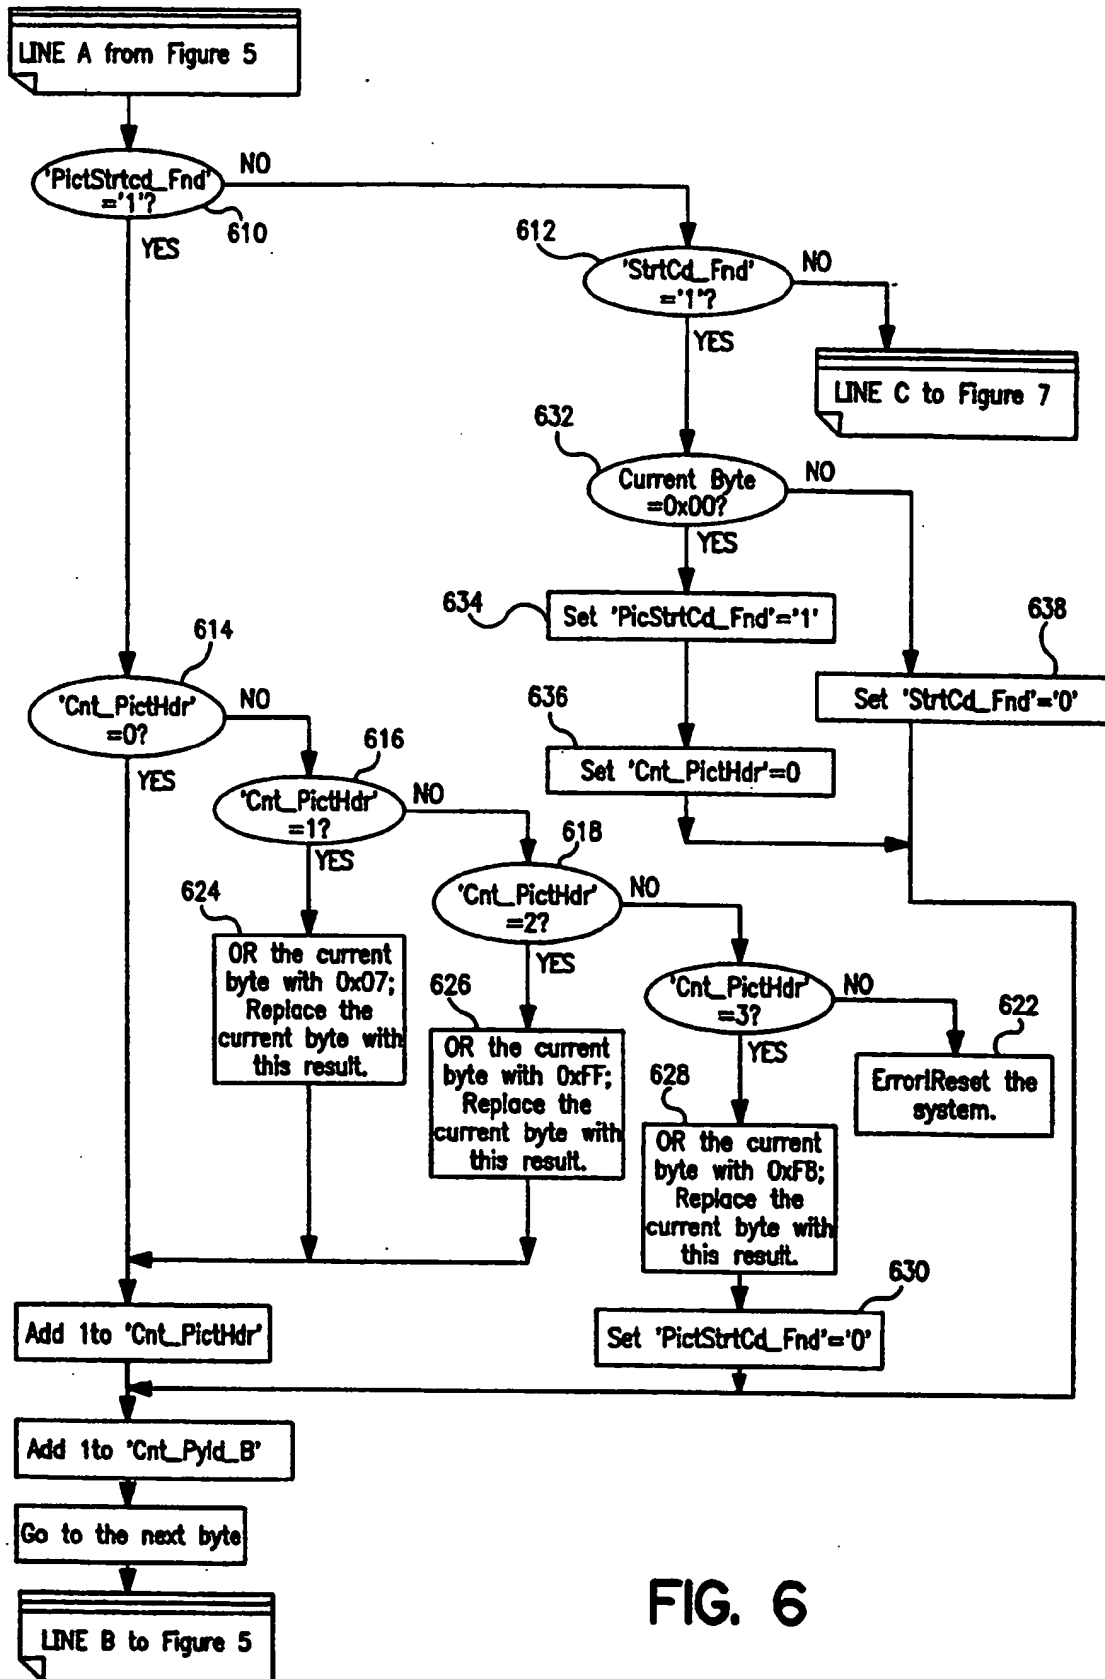 LINE A from Figure 5
'PictStrtcd_Fnd'
='1'?
NO
610
YES
612
'StrtCd_Fnd'
='1'?
NO
YES
LINE C to Figure 7
632
Current Byte
=0x00?
NO
YES
634
Set 'PicStrtCd_Fnd'='1'
638
Set 'StrtCd_Fnd'='0'
636
Set 'Cnt_PictHdr'=0
614
'Cnt_PictHdr'
=0?
NO
YES
616
'Cnt_PictHdr'
=1?
NO
YES
618
'Cnt_PictHdr'
=2?
NO
YES
624
OR the current
byte with 0x07;
Replace the
current byte with
this result.
626
OR the current
byte with 0xFF;
Replace the
current byte with
this result.
'Cnt_PictHdr'
=3?
NO
YES
622
Error!Reset the
system.
628
OR the current
byte with 0xF8;
Replace the
current byte with
this result.
630
Set 'PictStrtCd_Fnd'='0'
Add 1to 'Cnt_PictHdr'
Add 1to 'Cnt_Pyld_B'
Go to the next byte
LINE B to Figure 5
FIG. 6